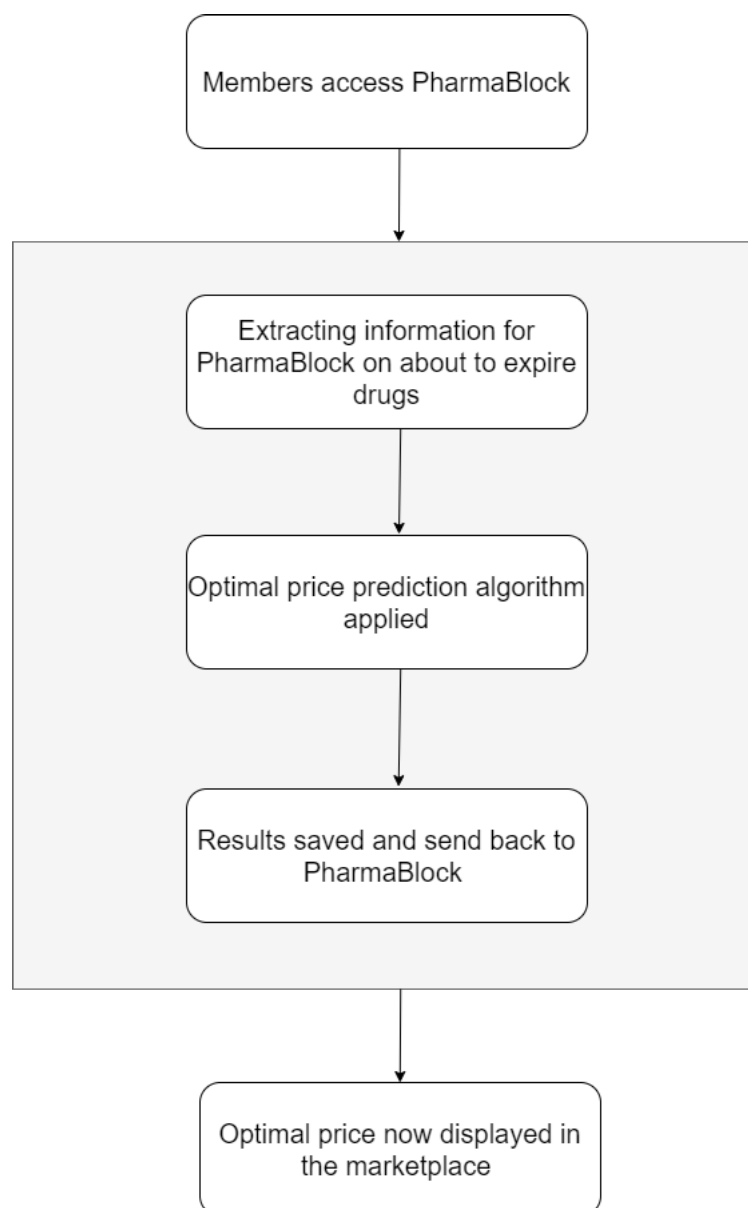 Members access PharmaBlock
Extracting information for
PharmaBlock on about to expire
drugs
Optimal price prediction algorithm
applied
Results saved and send back to
PharmaBlock
Optimal price now displayed in
the marketplace